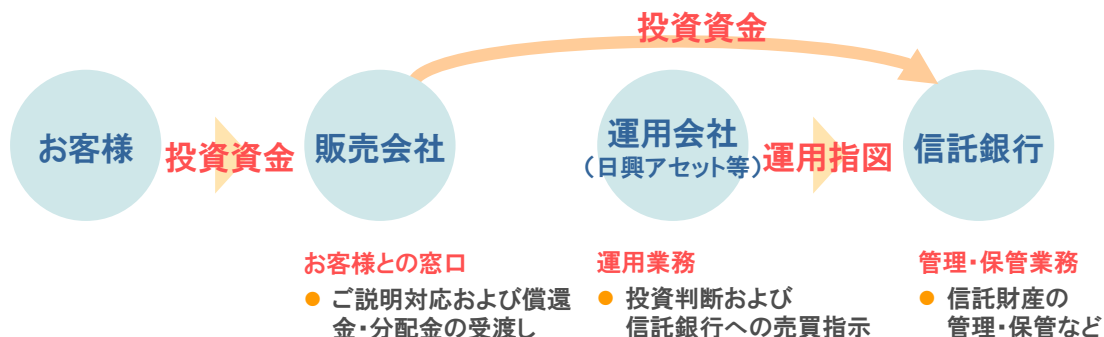 投資資金
お客様
投資資金
販売会社
運用会社
（日興アセット等）
運用指図
信託銀行
お客様との窓口
● ご説明対応および償還
金・分配金の受渡し
運用業務
● 投資判断および
信託銀行への売買指示
管理・保管業務
● 信託財産の
管理・保管など